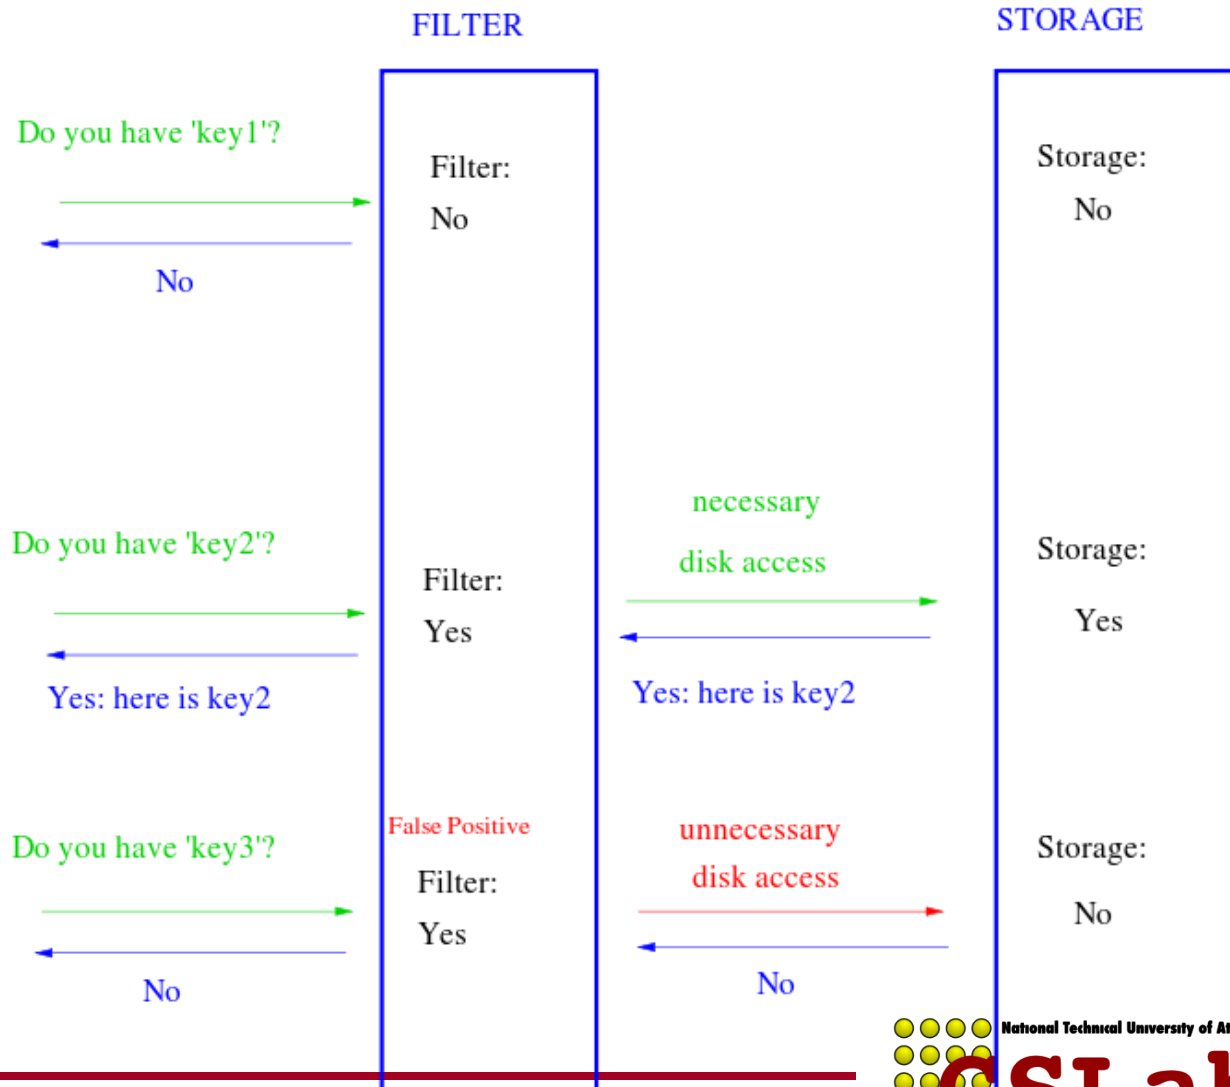 FILTER
STORAGE
Do you have 'key1'?
Filter:
No
Storage:
No
No
necessary
disk access
Do you have 'key2'?
Filter:
Yes
Storage:
Yes
Yes: here is key2
Yes: here is key2
False Positive
unnecessary
disk access
Do you have 'key3'?
Filter:
Yes
Storage:
No
No
No
National Technical University of
CSLab